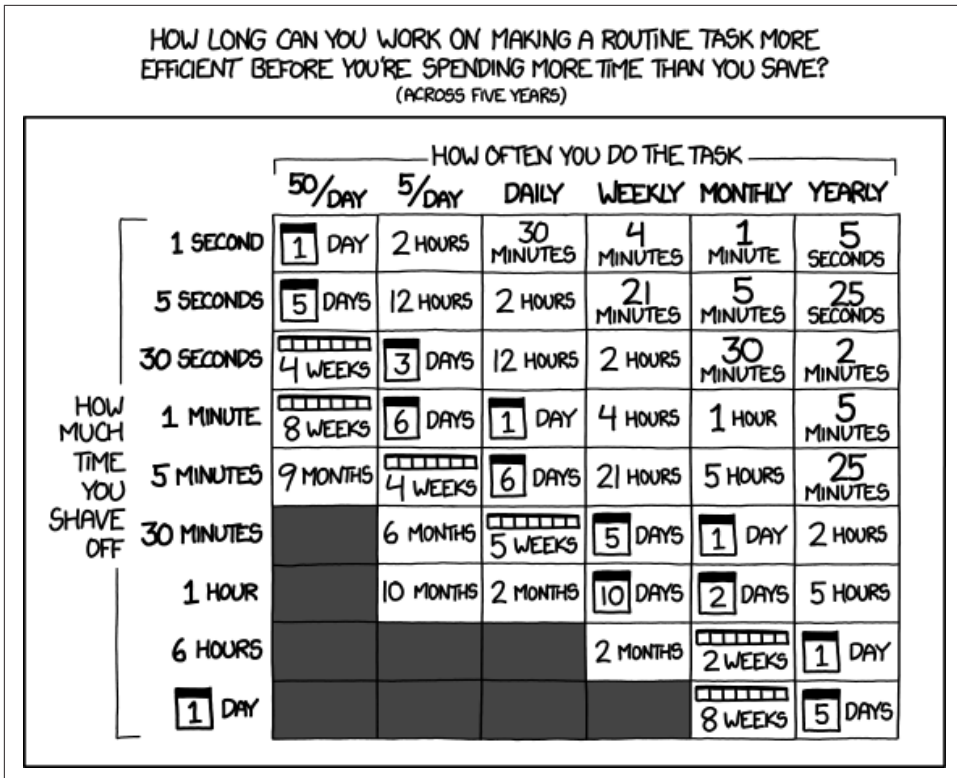 HOW LONG CAN YOU WORK ON MAKING A ROUTINE TASK MORE
EFFICIENT BEFORE YOU'RE SPENDING MORE TIME THAN YOU SAVE?
(ACROSS FIVE YEARS)
HOW OFTEN YOU DO THE TASK
50/DAY 5/DAY DAILY WEEKLY MONTHLY YEARLY
HOW MUCH TIME YOU SHAVE OFF
1 SECOND 1 DAY 2 HOURS 30 MINUTES 4 MINUTES 1 MINUTE 5 SECONDS
5 SECONDS 5 DAYS 12 HOURS 2 HOURS 21 MINUTES 5 MINUTES 25 SECONDS
30 SECONDS 4 WEEKS 3 DAYS 12 HOURS 2 HOURS 30 MINUTES 2 MINUTES
1 MINUTE 8 WEEKS 6 DAYS 1 DAY 4 HOURS 1 HOUR 5 MINUTES
5 MINUTES 9 MONTHS 4 WEEKS 6 DAYS 21 HOURS 5 HOURS 25 MINUTES
30 MINUTES 6 MONTHS 5 WEEKS 5 DAYS 1 DAY 2 HOURS
1 HOUR 10 MONTHS 2 MONTHS 10 DAYS 2 DAYS 5 HOURS
6 HOURS 2 MONTHS 2 WEEKS 1 DAY
1 DAY 8 WEEKS 5 DAYS